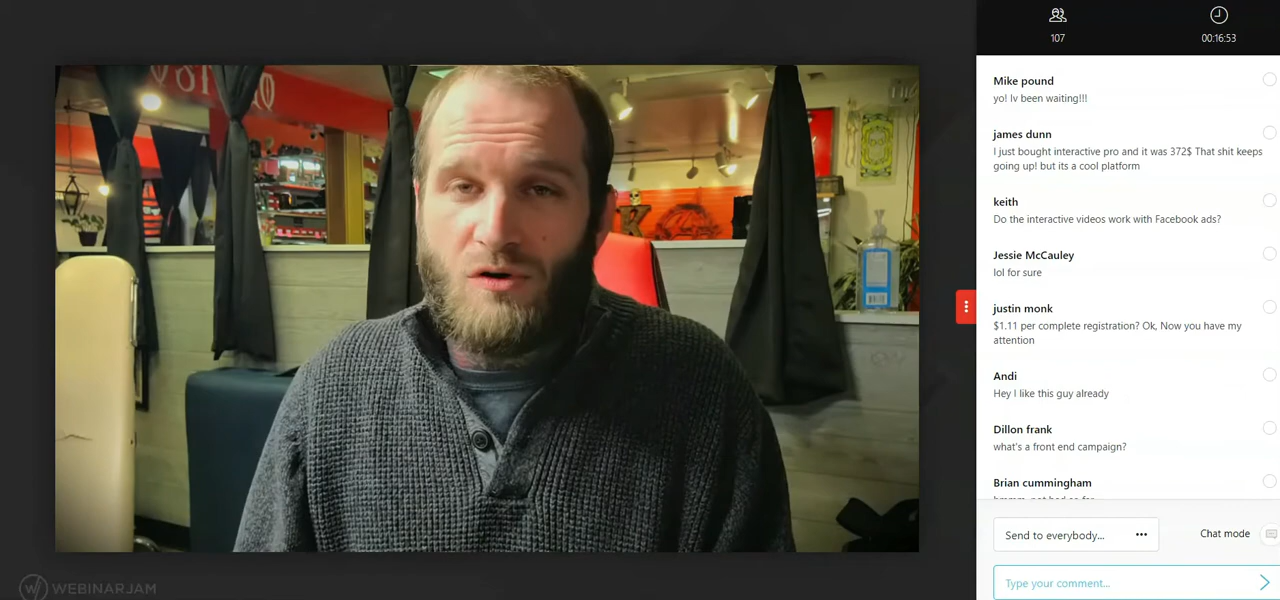 107
00:16:53
Mike pound
yo! Iv been waiting!!!
james dunn
I just bought interactive pro and it was 372$ That shit keeps
going up! but its a cool platform
keith
Do the interactive videos work with Facebook ads?
Jessie McCauley
lol for sure
justin monk
$1.11 per complete registration? Ok, Now you have my
attention
Andi
Hey I like this guy already
Dillon frank
what's a front end campaign?
Brian cummingham
Send to everybody...
Chat mode
Type your comment...
WEBINARJAM